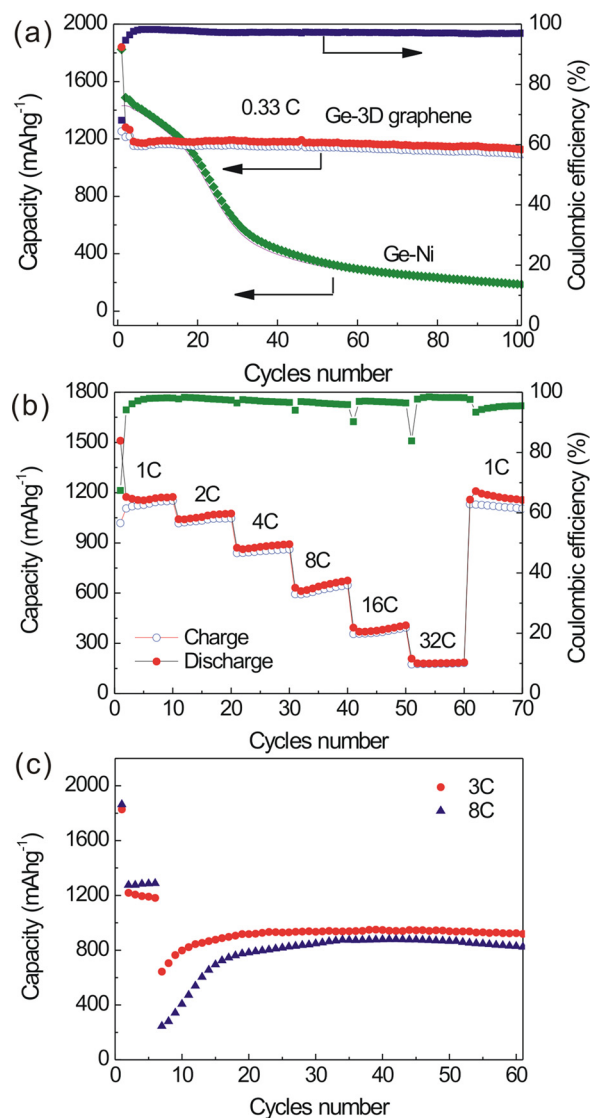 (a)
2000
1600
1200
800
400
0
Capacity (mAhg⁻¹)
0.33 C
Ge-3D graphene
Ge-Ni
100
80
60
40
20
0
Coulombic efficiency (%)
0 20 40 60 80 100
Cycles number
(b)
1800
1500
1200
900
600
300
0
Capacity (mAhg⁻¹)
1C
2C
4C
8C
16C
32C
1C
Charge
Discharge
100
80
60
40
20
0
Coulombic efficiency (%)
0 10 20 30 40 50 60 70
Cycles number
(c)
2000
1600
1200
800
400
0
Capacity (mAhg⁻¹)
3C
8C
0 10 20 30 40 50 60
Cycles number